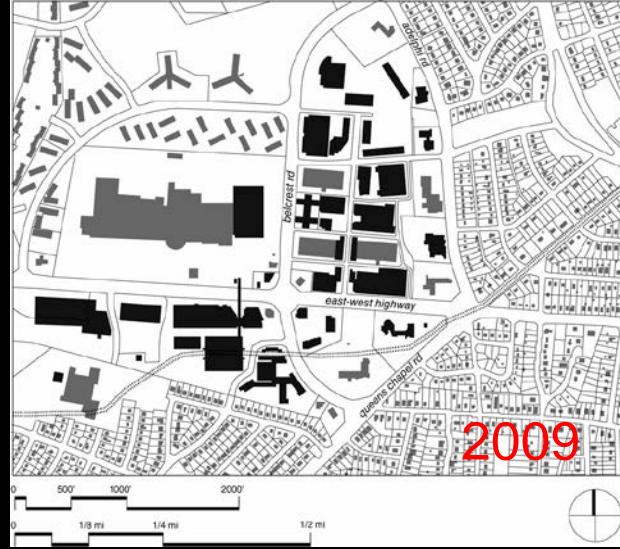 adelphi rd
belcrest rd
east-west highway
queens chapel rd
2009
0 500' 1000' 2000'
0 1/8 mi 1/4 mi 1/2 mi